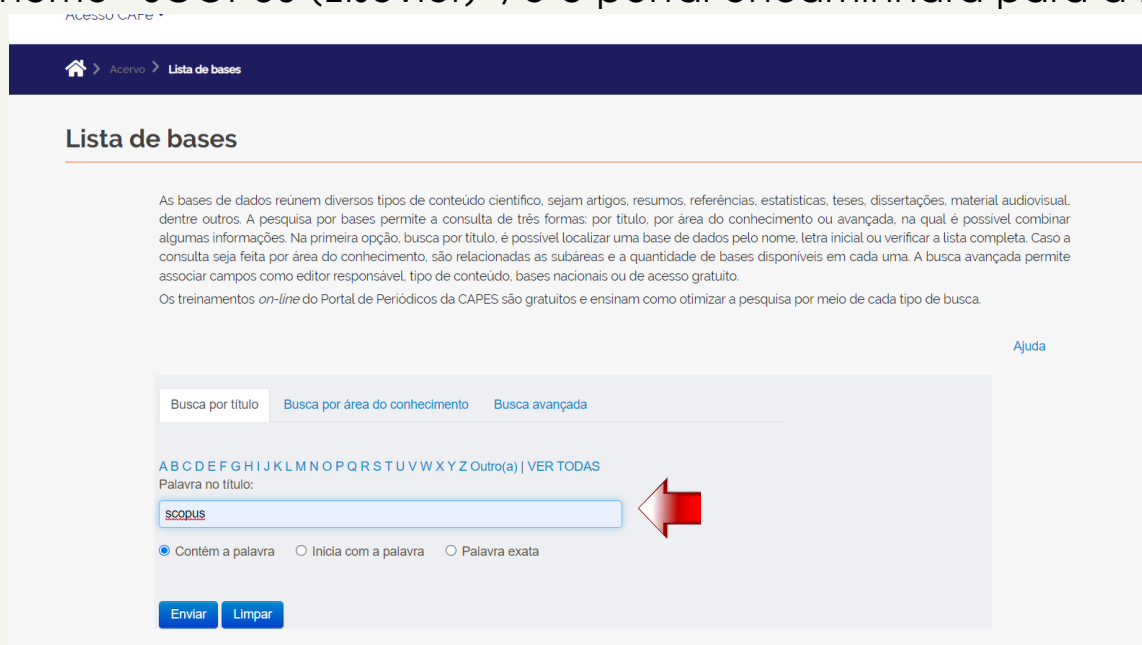 nome "SCOPUS (Elsevier)", e o portal encaminhará para a
Acesso CAFe
> Acervo > Lista de bases
Lista de bases
As bases de dados reúnem diversos tipos de conteúdo científico, sejam artigos, resumos, referências, estatísticas, teses, dissertações, material audiovisual,
dentre outros. A pesquisa por bases permite a consulta de três formas: por título, por área do conhecimento ou avançada, na qual é possível combinar
algumas informações. Na primeira opção, busca por título, é possível localizar uma base de dados pelo nome, letra inicial ou verificar a lista completa. Caso a
consulta seja feita por área do conhecimento, são relacionadas as subáreas e a quantidade de bases disponíveis em cada uma. A busca avançada permite
associar campos como editor responsável, tipo de conteúdo, bases nacionais ou de acesso gratuito.
Os treinamentos on-line do Portal de Periódicos da CAPES são gratuitos e ensinam como otimizar a pesquisa por meio de cada tipo de busca.
Ajuda
Busca por título Busca por área do conhecimento Busca avançada
A B C D E F G H I J K L M N O P Q R S T U V W X Y Z Outro(a) | VER TODAS
Palavra no título:
scopus
Contém a palavra Inicia com a palavra Palavra exata
Enviar Limpar